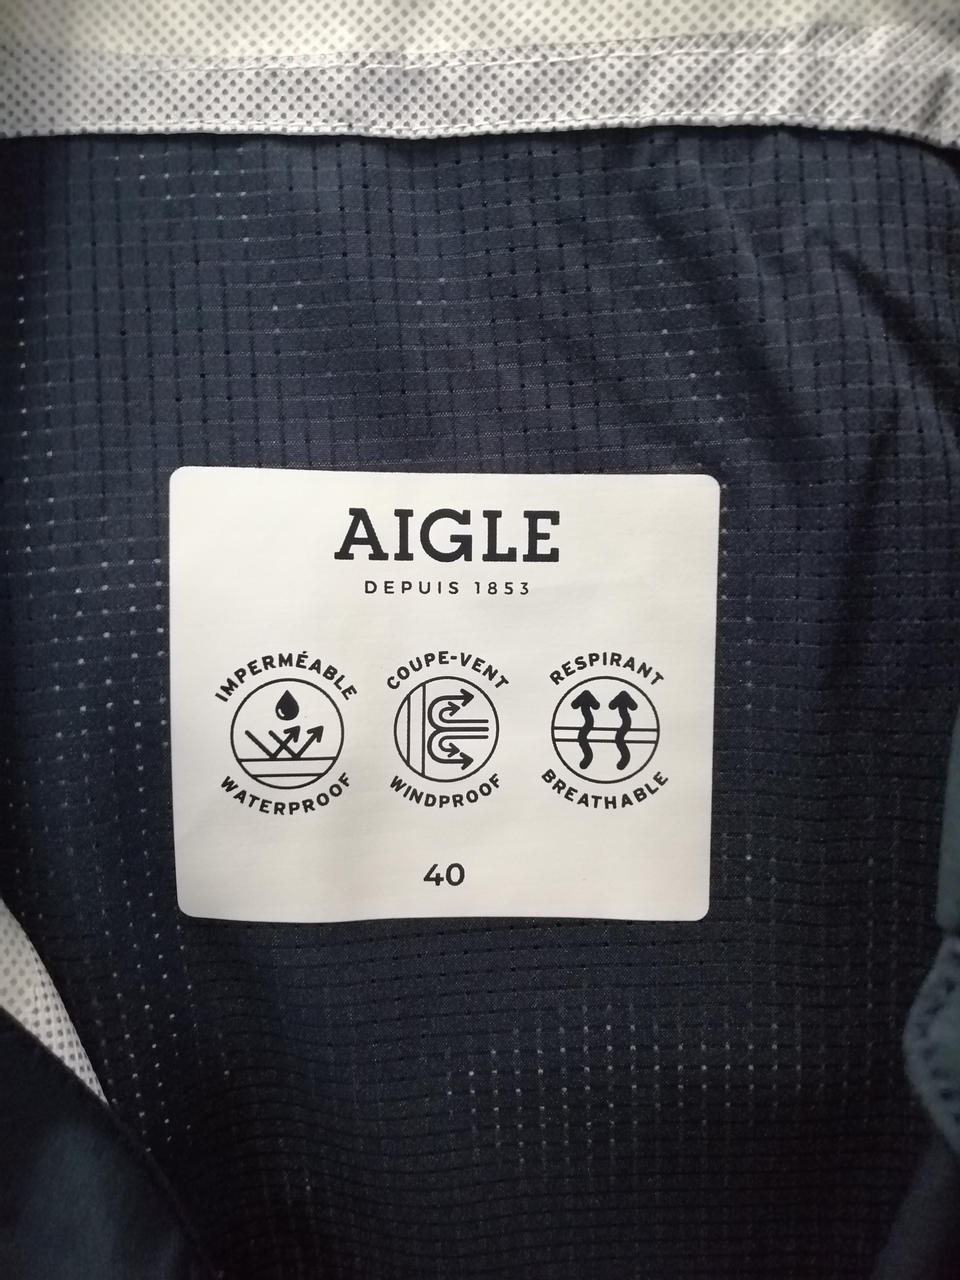 AIGLE
DEPUIS 1853
IMPERMÉABLE
WATERPROOF
COUPE-VENT
WINDPROOF
RESPIRANT
BREATHABLE
40